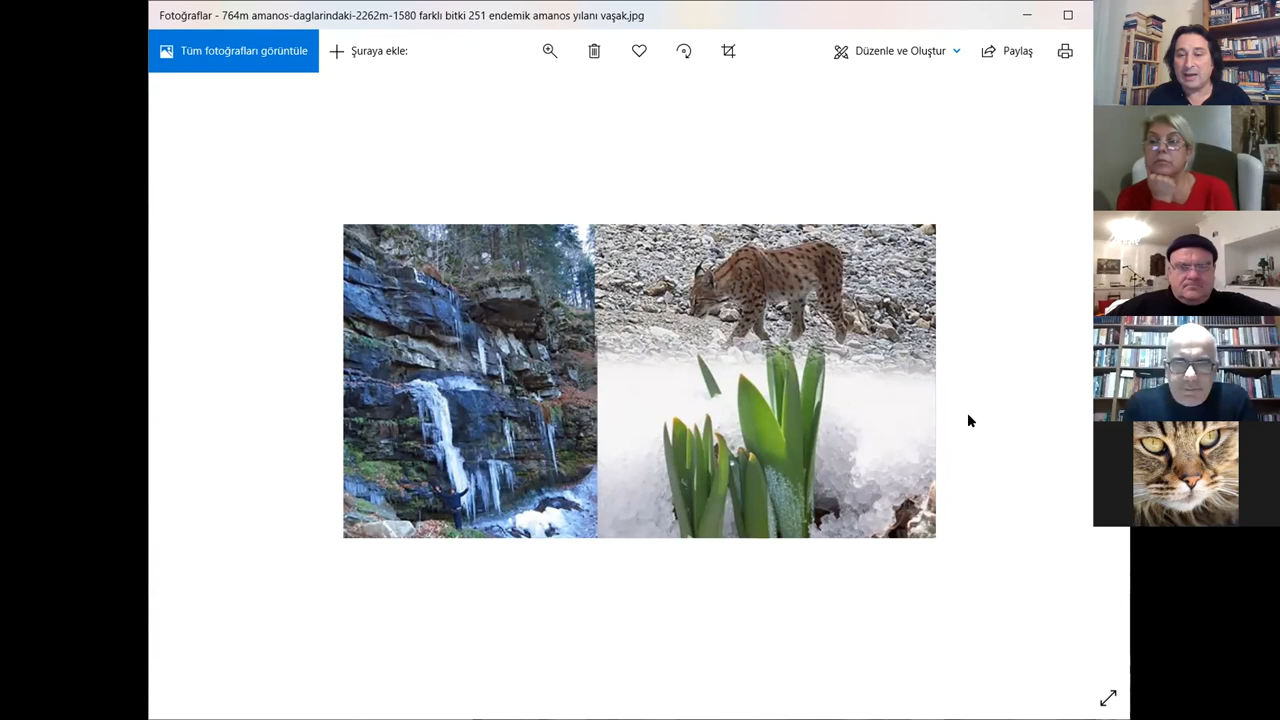 Fotoğraflar - 764m amanos-daglarindaki-2262m-1580 farklı bitki 251 endemik amanos yılanı vaşak.jpg
Tüm fotoğrafları görüntüle
Şuraya ekle:
Düzenle ve Oluştur
Paylaş